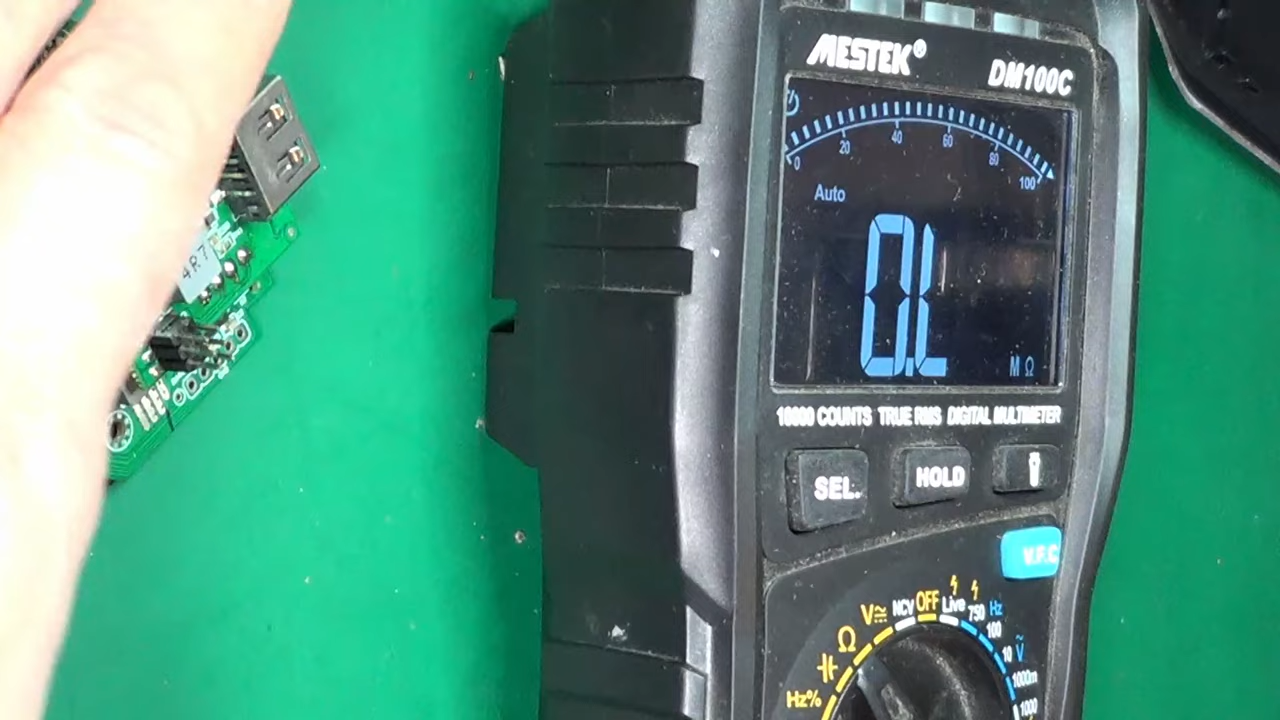 MESTEK®
DM100C
0 20 40 60 80 100
Auto
0.L
MΩ
10000 COUNTS TRUE RMS DIGITAL MULTIMETER
SEL.
HOLD
V.F.C
Hz%
Ω
V
NCV
OFF
Live
750
Hz
100
10
V
1000m
1000
4R7